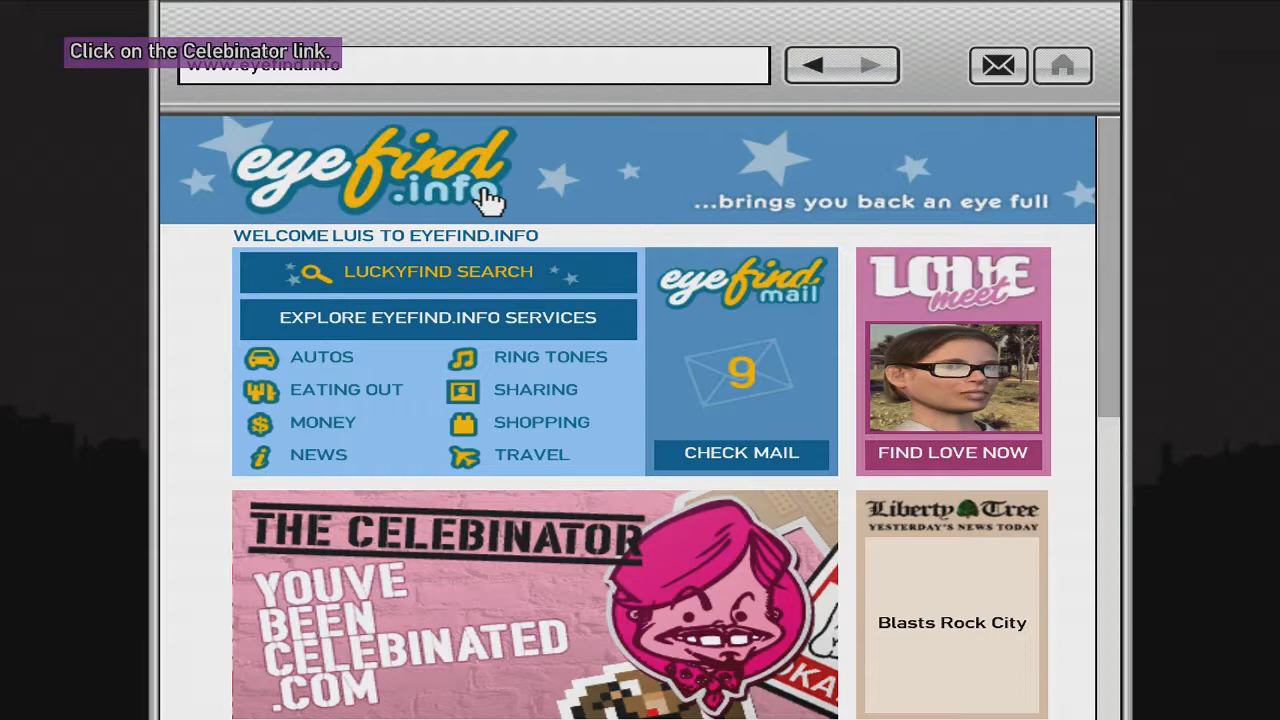 Click on the Celebinator link.
www.eyefind.info
eyefind
.info
...brings you back an eye full
WELCOME LUIS TO EYEFIND.INFO
LUCKYFIND SEARCH
EXPLORE EYEFIND.INFO SERVICES
AUTOS
RING TONES
EATING OUT
SHARING
MONEY
SHOPPING
NEWS
TRAVEL
eyefind
mail
9
CHECK MAIL
LOVE
meet
FIND LOVE NOW
THE CELEBINATOR
YOUVE
BEEN
CELEBINATED
.COM
Liberty Tree
YESTERDAY'S NEWS TODAY
Blasts Rock City